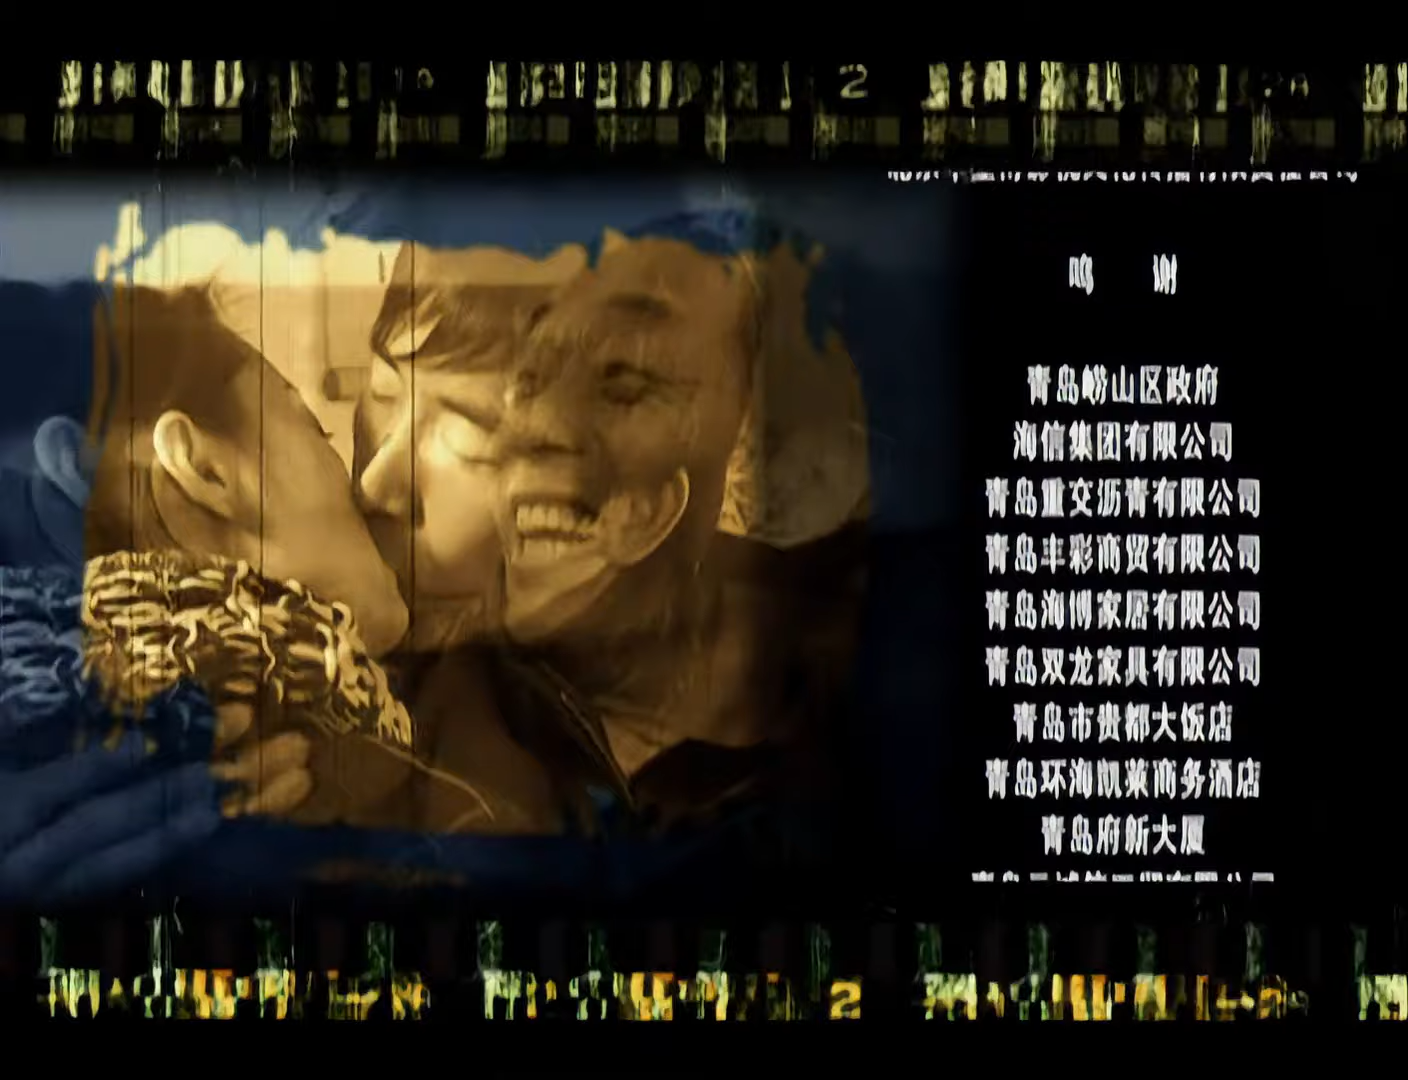 2
鸣 谢
青岛崂山区政府
海信集团有限公司
青岛重交沥青有限公司
青岛丰彩商贸有限公司
青岛海博家居有限公司
青岛双龙家具有限公司
青岛市贵都大饭店
青岛环海凯莱商务酒店
青岛府新大厦
2